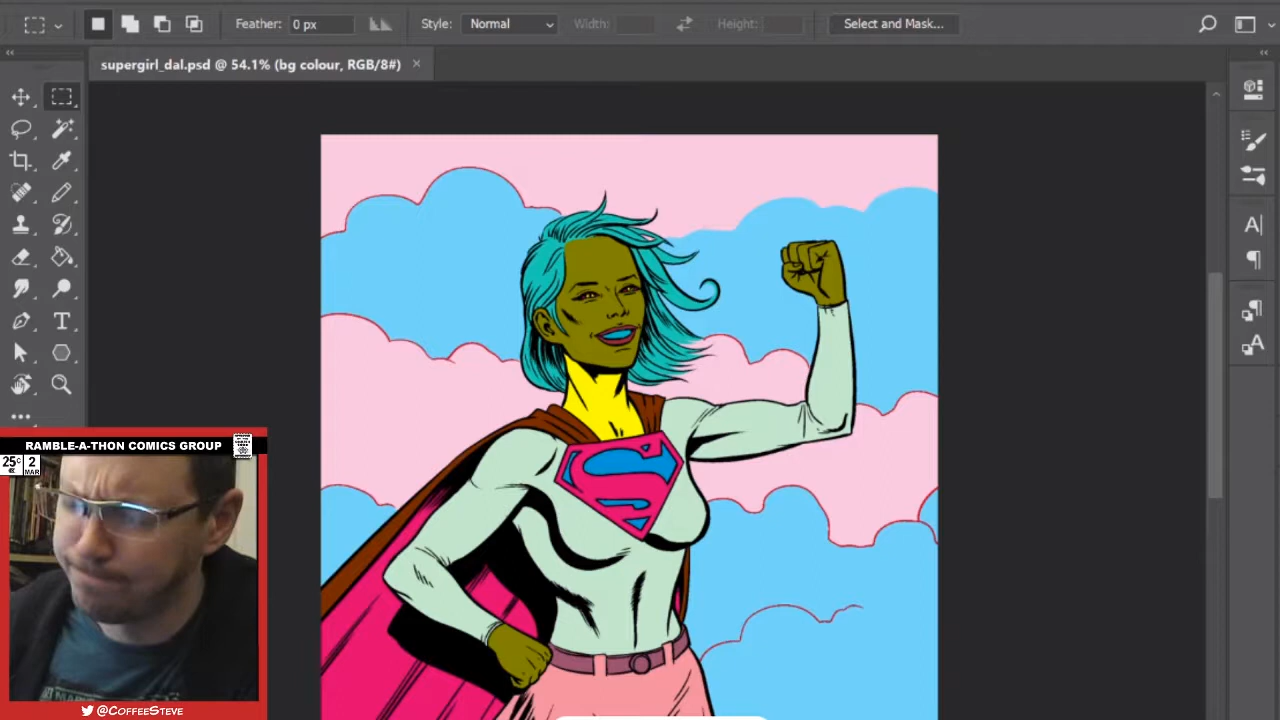 Feather: 0 px Style: Normal Width: Height: Select and Mask...
supergirl_dal.psd @ 54.1% (bg colour, RGB/8#) ×
RAMBLE-A-THON COMICS GROUP
25¢ 2
MAR
@COFFEESTEVE